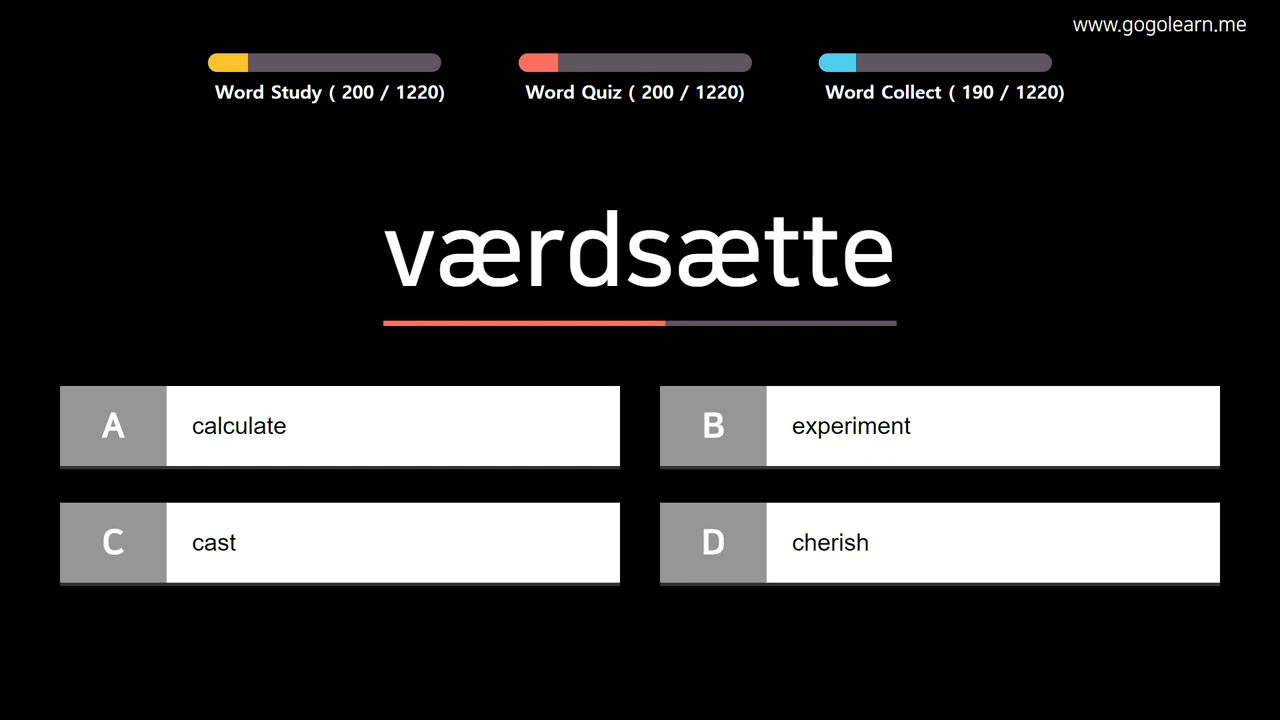 www.gogolearn.me
Word Study ( 200 / 1220)
Word Quiz ( 200 / 1220)
Word Collect ( 190 / 1220)
værdsætte
A calculate
B experiment
C cast
D cherish